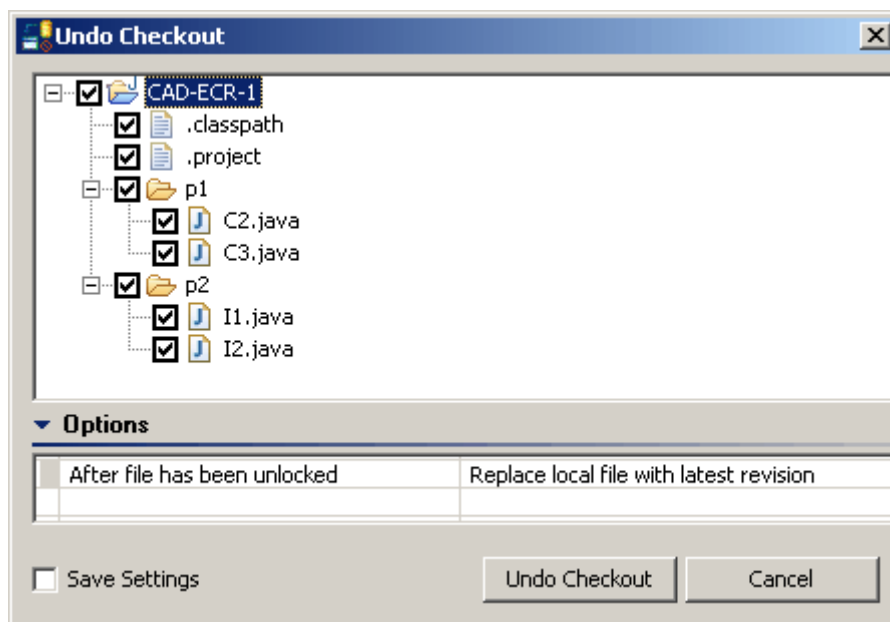 Undo Checkout
CAD-ECR-1
.classpath
.project
p1
C2.java
C3.java
p2
I1.java
I2.java
Options
After file has been unlocked Replace local file with latest revision
Save Settings Undo Checkout Cancel